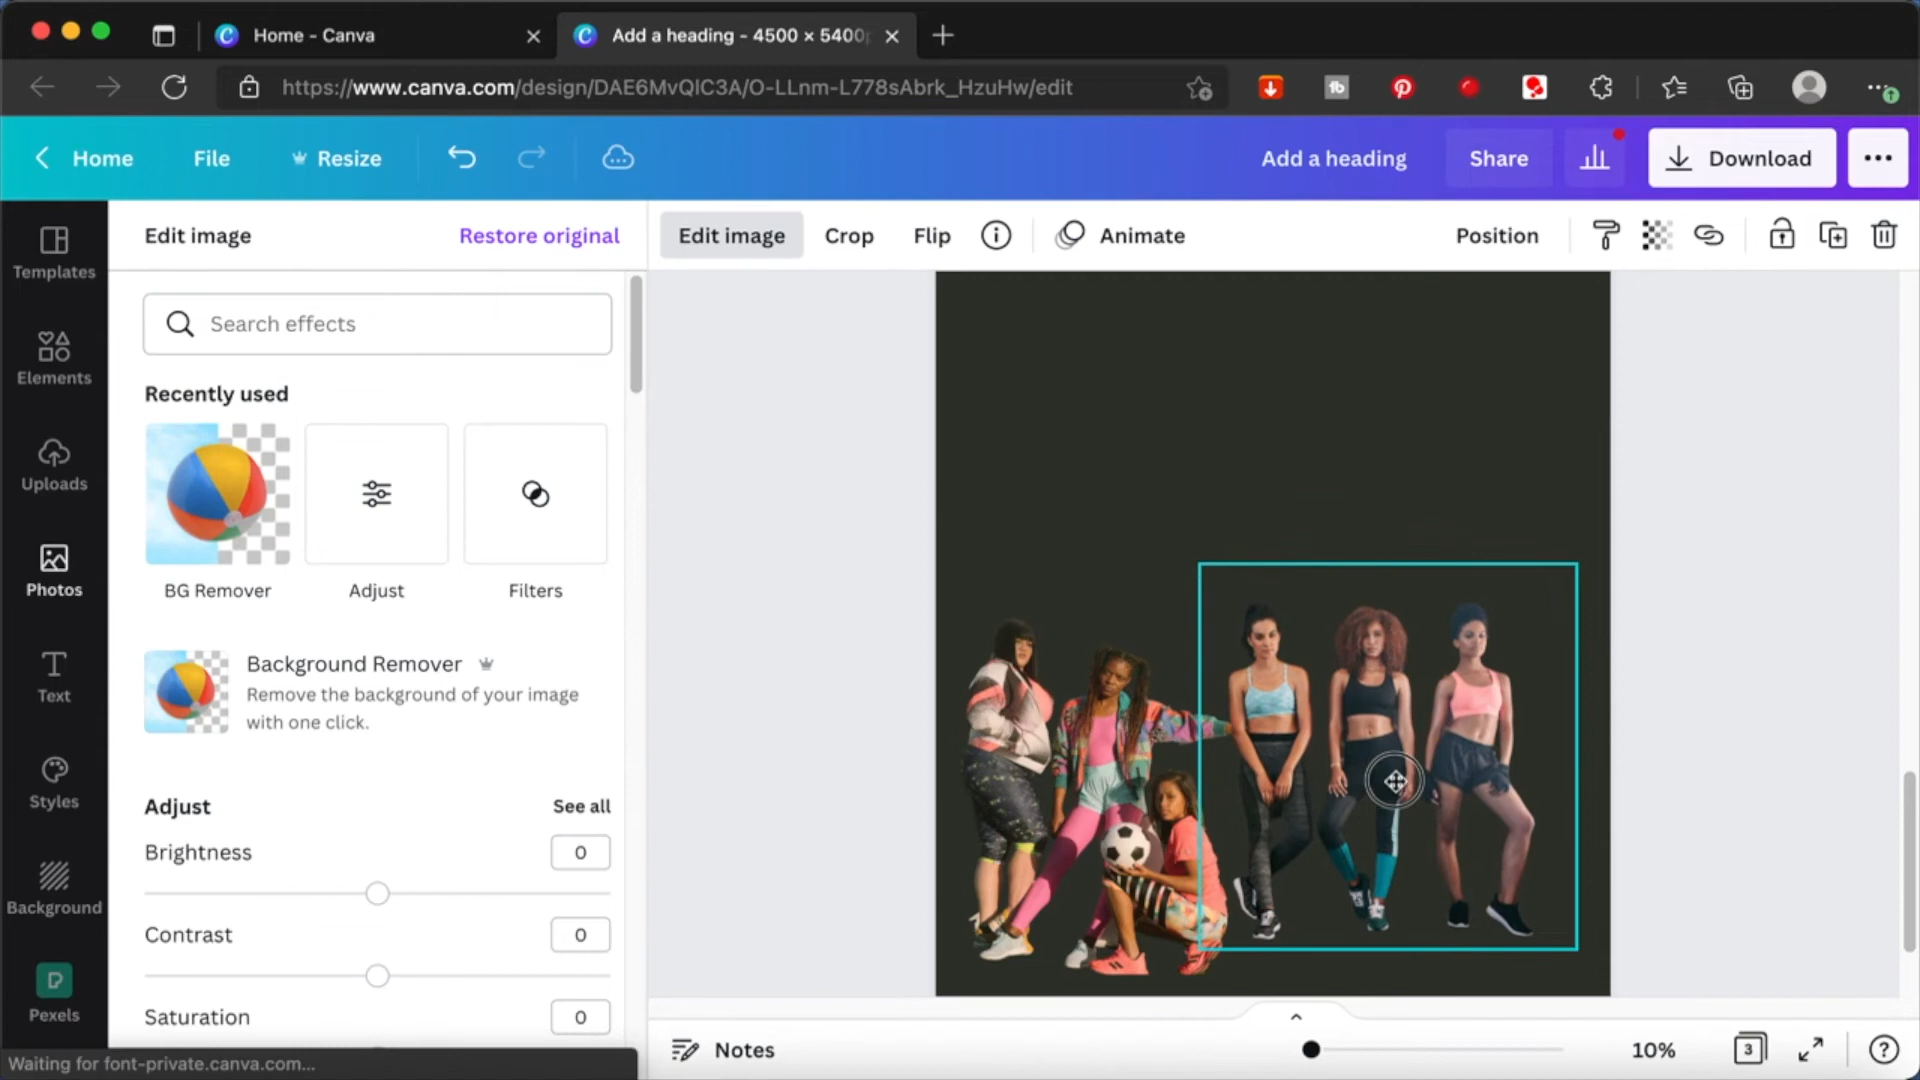 Home - Canva
Add a heading - 4500 × 5400p
https://www.canva.com/design/DAE6MvQlC3A/O-LLnm-L778sAbrk_HzuHw/edit
Home
File
Resize
Add a heading
Share
Download
Templates
Elements
Uploads
Photos
Text
Styles
Background
Pexels
Edit image
Restore original
Search effects
Recently used
BG Remover
Adjust
Filters
Background Remover
Remove the background of your image
with one click.
Adjust
See all
Brightness
0
Contrast
0
Saturation
0
Edit image
Crop
Flip
Animate
Position
Notes
10%
3
Waiting for font-private.canva.com...